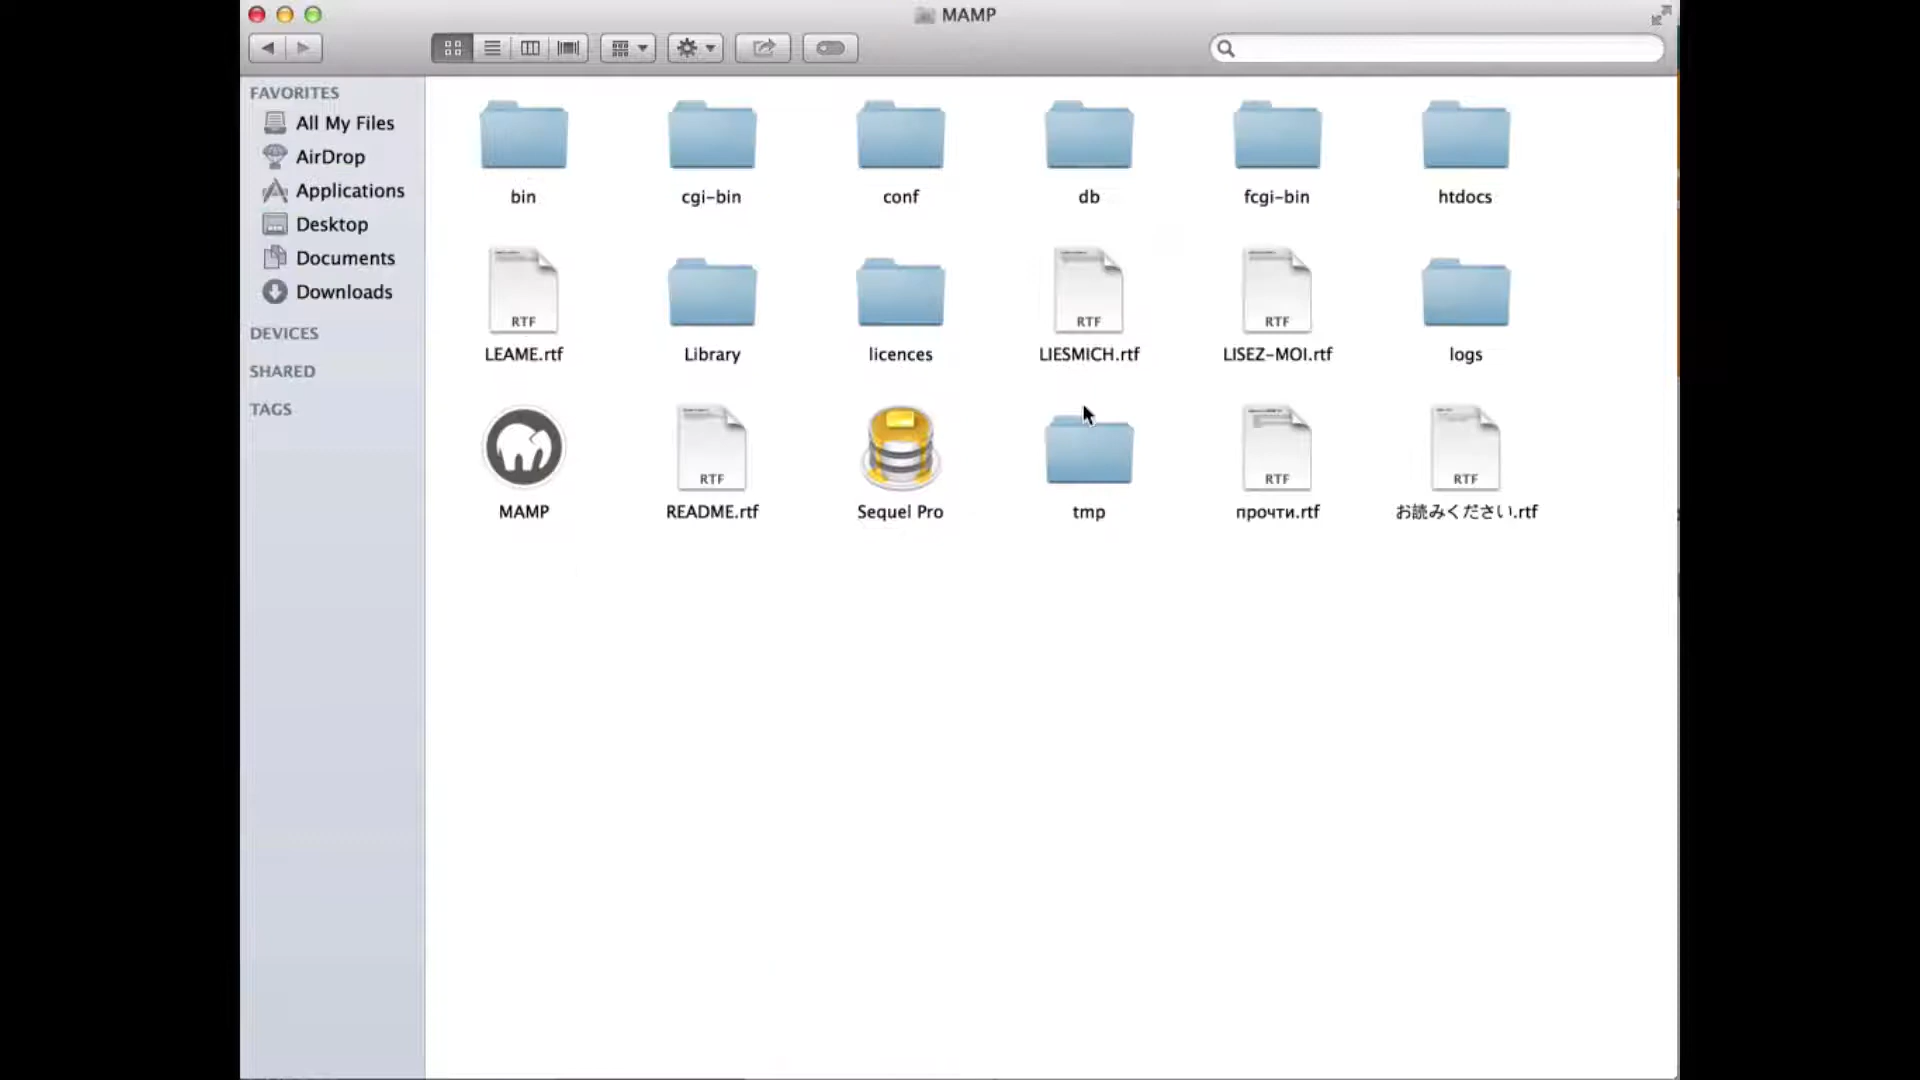 MAMP
FAVORITES
All My Files
AirDrop
Applications
Desktop
Documents
Downloads
DEVICES
SHARED
TAGS
bin cgi-bin conf db fcgi-bin htdocs
RTF RTF RTF
LEAME.rtf Library licences LIESMICH.rtf LISEZ-MOI.rtf logs
RTF RTF RTF
MAMP README.rtf Sequel Pro tmp прочти.rtf お読みください.rtf